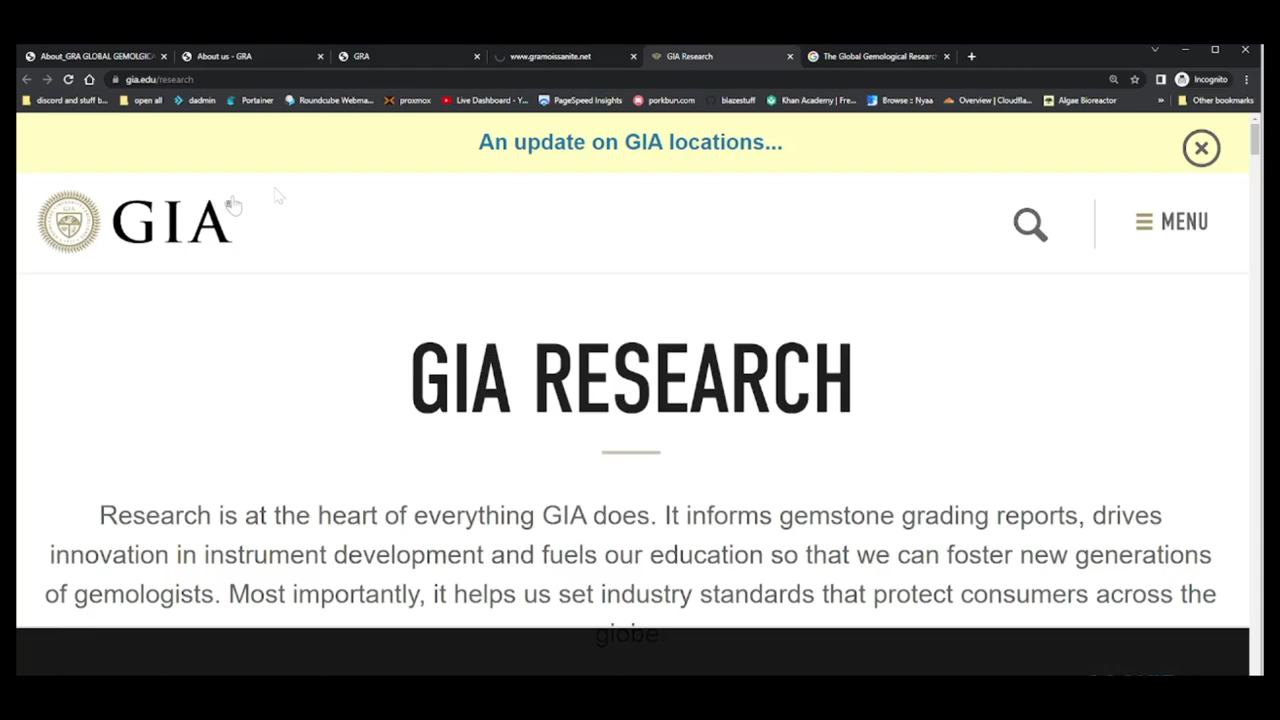 About_GRA GLOBAL GEMOLGIC
About us - GRA
GRA
www.gramoissanite.net
GIA Research
The Global Gemological Resear
gia.edu/research
Incognito
discord and stuff b...
open all
dadmin
Portainer
Roundcube Webma...
proxmox
Live Dashboard - Y...
PageSpeed Insights
porkbun.com
blazestuff
Khan Academy | Fre...
Browse :: Nyaa
Overview | Cloudfla...
Algae Bioreactor
»
Other bookmarks
An update on GIA locations...
GIA
MENU
GIA RESEARCH
Research is at the heart of everything GIA does. It informs gemstone grading reports, drives
innovation in instrument development and fuels our education so that we can foster new generations
of gemologists. Most importantly, it helps us set industry standards that protect consumers across the
globe.